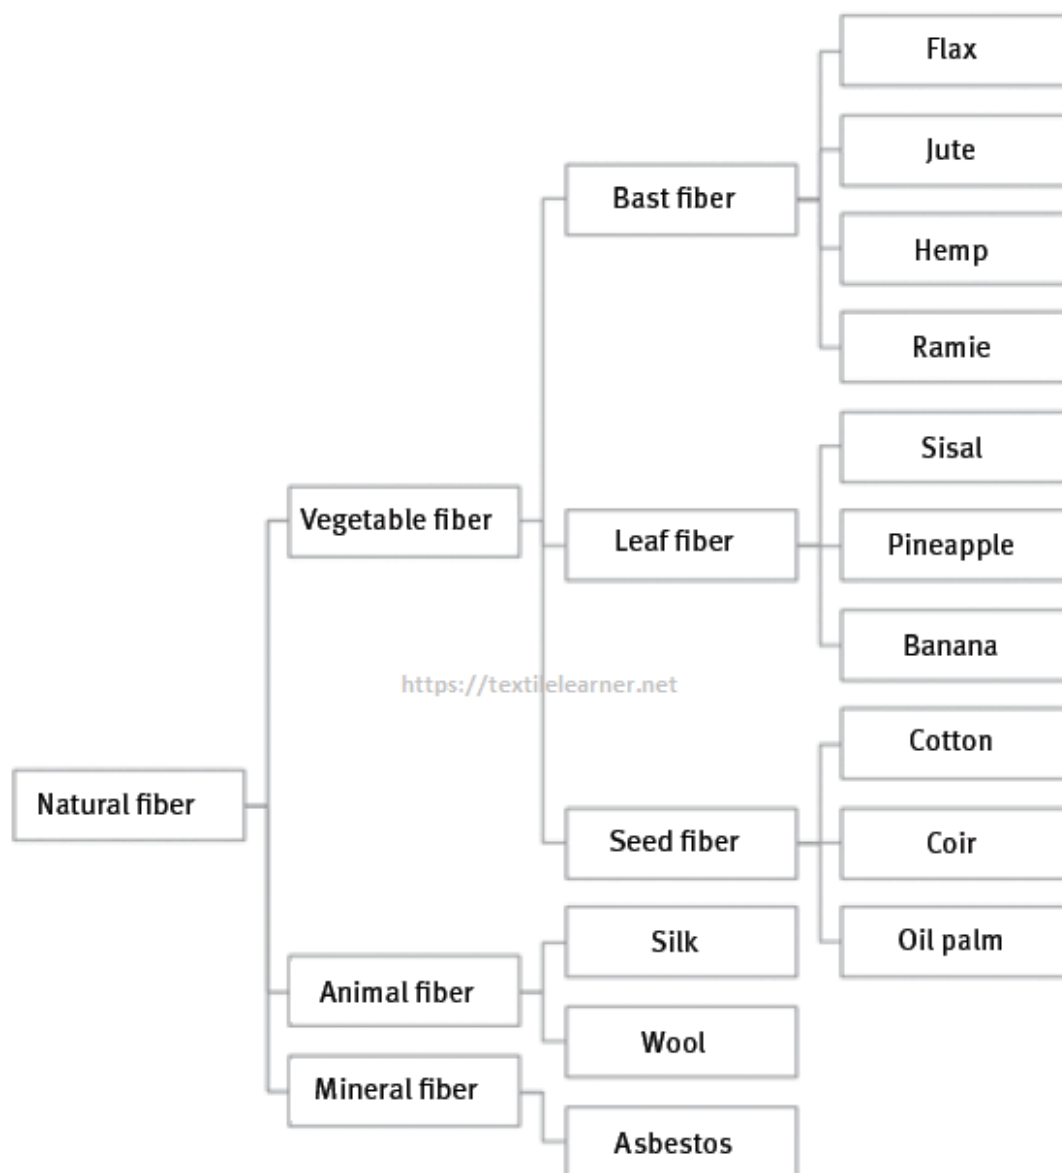 Flax
Jute
Bast fiber
Hemp
Ramie
Sisal
Vegetable fiber
Leaf fiber
Pineapple
Banana
https://textilelearner.net
Cotton
Natural fiber
Seed fiber
Coir
Silk
Oil palm
Animal fiber
Wool
Mineral fiber
Asbestos